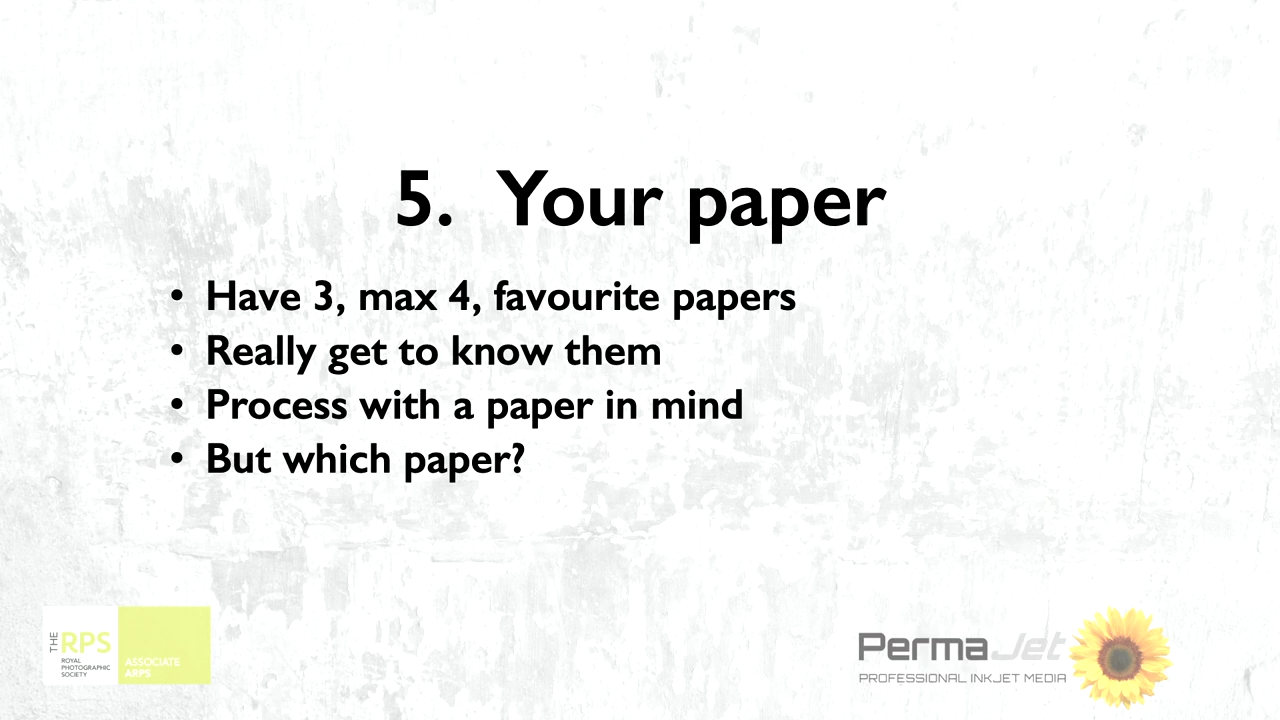 5. Your paper
• Have 3, max 4, favourite papers
• Really get to know them
• Process with a paper in mind
• But which paper?
THE RPS
ROYAL
PHOTOGRAPHIC
SOCIETY
ASSOCIATE
ARPS
PermaJet
PROFESSIONAL INKJET MEDIA